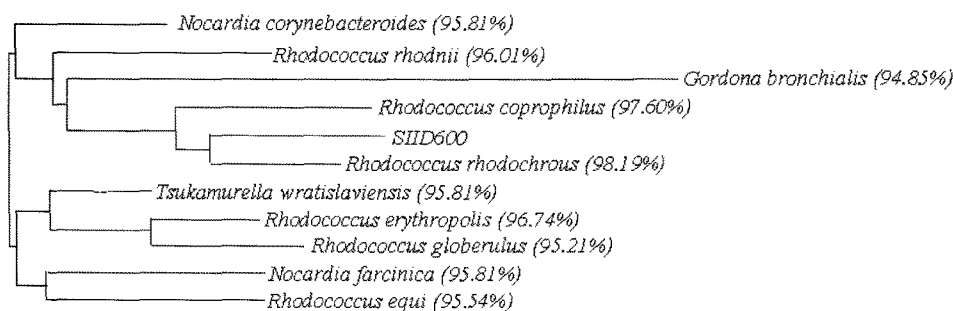 Nocardia corynebacteroides (95.81%)
Rhodococcus rhodnii (96.01%)
Gordona bronchialis (94.85%)
Rhodococcus coprophilus (97.60%)
SIID600
Rhodococcus rhodochrous (98.19%)
Tsukamurella wratislaviensis (95.81%)
Rhodococcus erythropolis (96.74%)
Rhodococcus globerulus (95.21%)
Nocardia farcinica (95.81%)
Rhodococcus equi (95.54%)